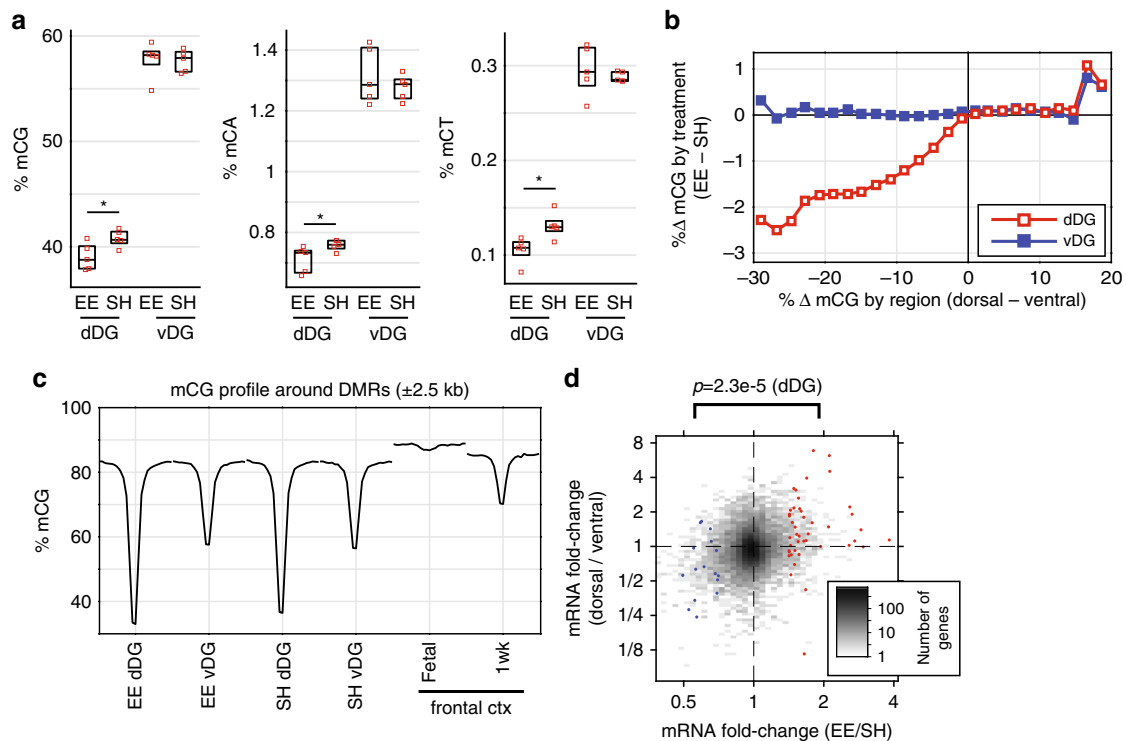 a
60
50
40
% mCG
*
EE SH EE SH
dDG vDG
1.4
1.2
1
0.8
% mCA
*
EE SH EE SH
dDG vDG
0.3
0.2
0.1
% mCT
*
EE SH EE SH
dDG vDG
b
1
0
−1
−2
−3
%Δ mCG by treatment
(EE – SH)
dDG
vDG
−30 −20 −10 0 10 20
% Δ mCG by region (dorsal – ventral)
c
mCG profile around DMRs (±2.5 kb)
100
80
60
40
% mCG
EE dDG
EE vDG
SH dDG
SH vDG
Fetal
1wk
frontal ctx
d
p=2.3e-5 (dDG)
8
4
2
1
1/2
1/4
1/8
mRNA fold-change
(dorsal / ventral)
100
10
1
Number of
genes
0.5 1 2 4
mRNA fold-change (EE/SH)